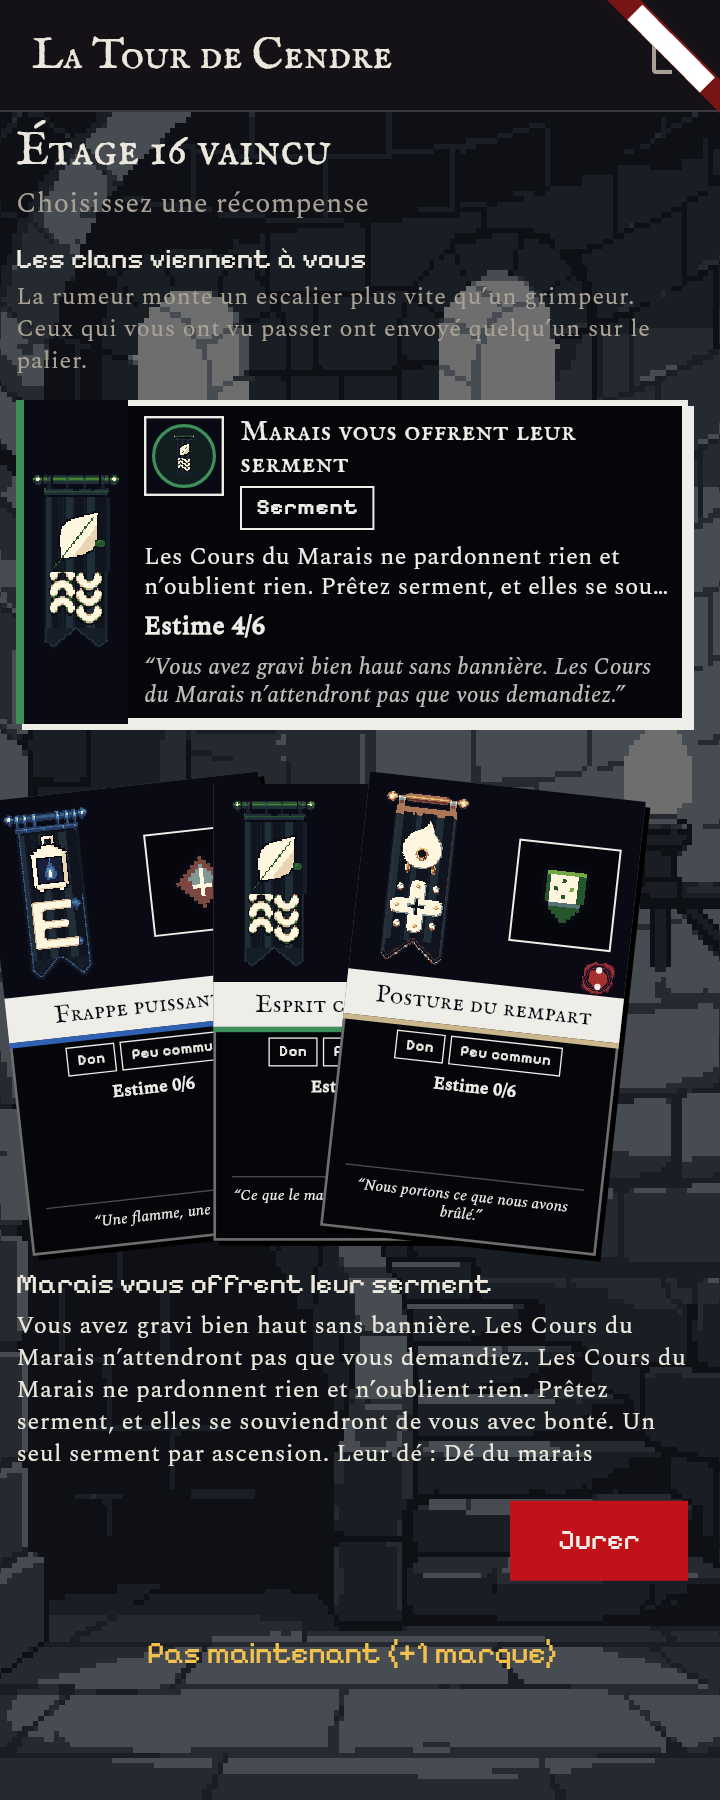 La Tour de Cendre
Étage 16 vaincu
Choisissez une récompense
Les clans viennent à vous
La rumeur monte un escalier plus vite qu’un grimpeur.
Ceux qui vous ont vu passer ont envoyé quelqu’un sur le
palier.
Marais vous offrent leur
serment
Serment
Les Cours du Marais ne pardonnent rien et
n’oublient rien. Prêtez serment, et elles se sou…
Estime 4/6
“Vous avez gravi bien haut sans bannière. Les Cours
du Marais n’attendront pas que vous demandiez.”
E
Frappe puissan
Don
Peu commu
Estime 0/6
“Une flamme, une
Esprit
Don
Est
“Ce que le ma
Posture du rempart
Don
Peu commun
Estime 0/6
“Nous portons ce que nous avons
brûlé.”
Marais vous offrent leur serment
Vous avez gravi bien haut sans bannière. Les Cours du
Marais n’attendront pas que vous demandiez. Les Cours du
Marais ne pardonnent rien et n’oublient rien. Prêtez
serment, et elles se souviendront de vous avec bonté. Un
seul serment par ascension. Leur dé : Dé du marais
Jurer
Pas maintenant (+1 marque)